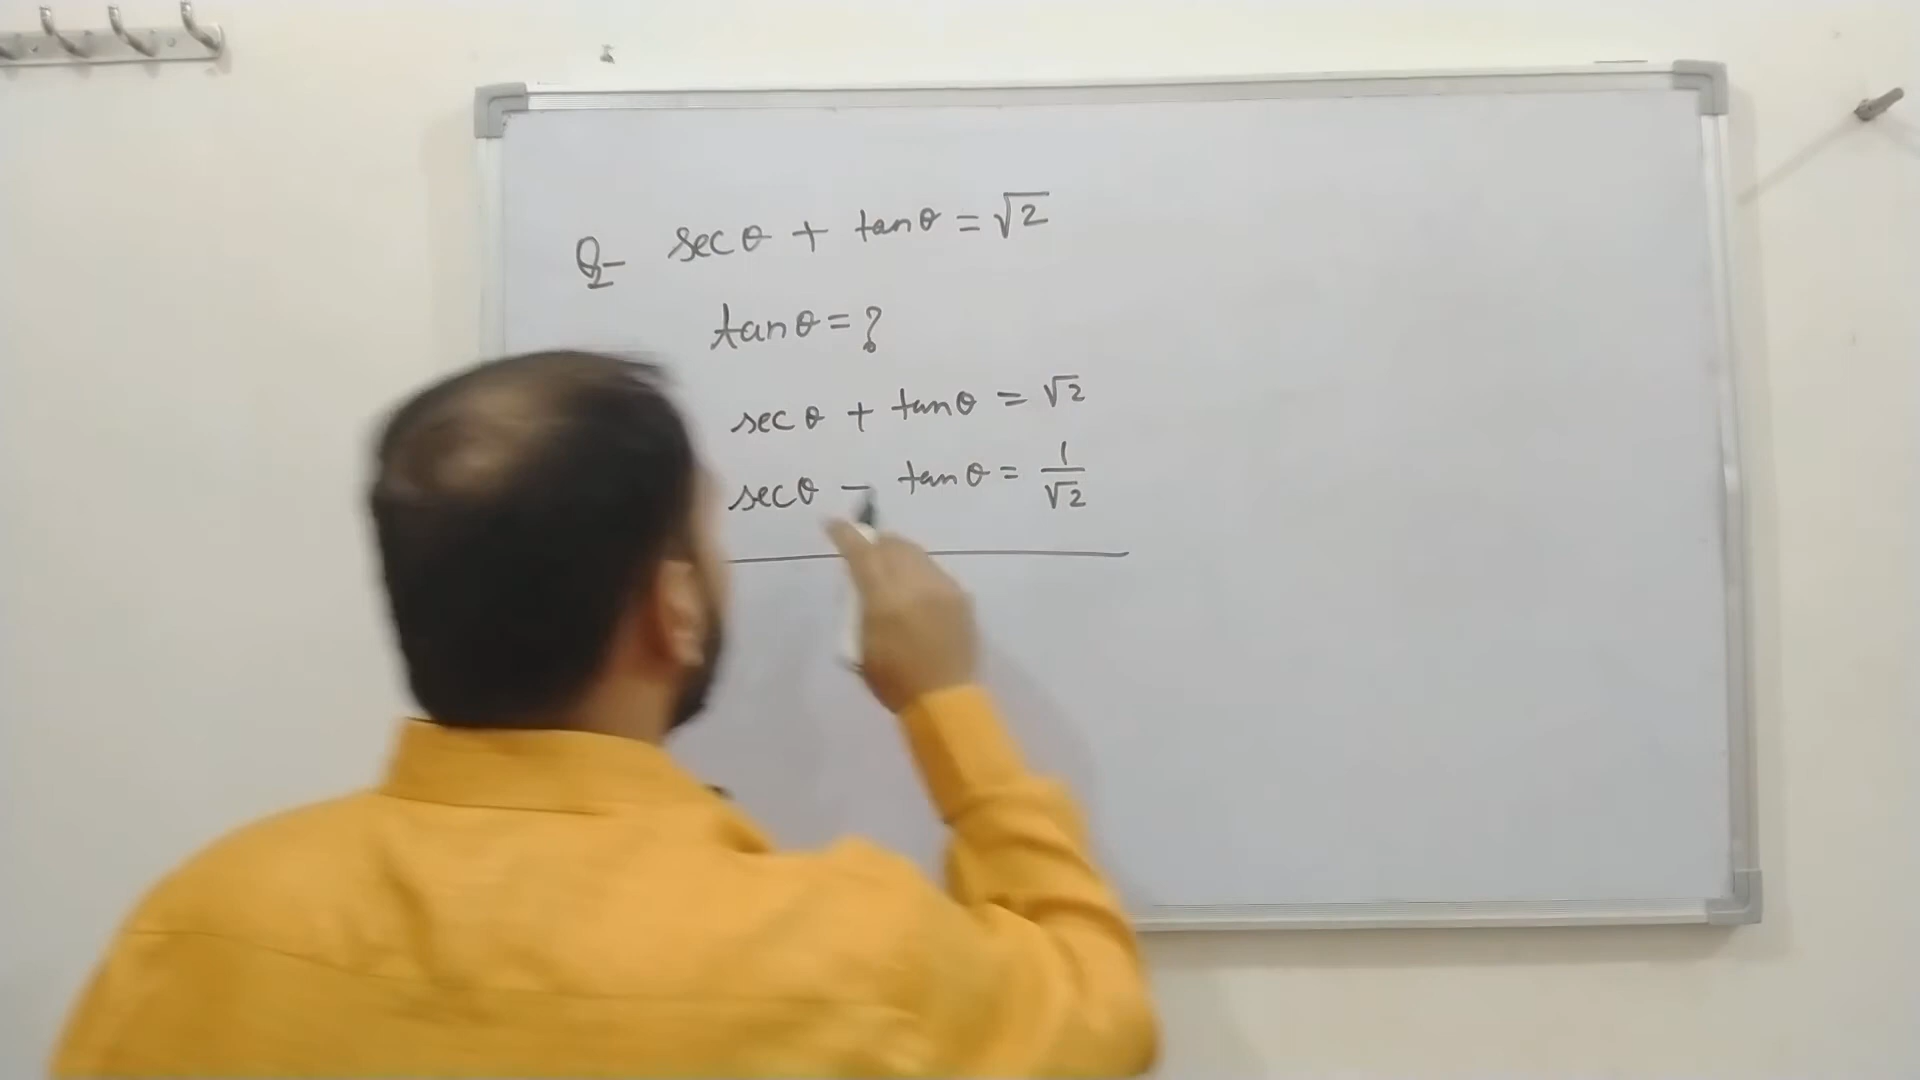 Q- secθ + tanθ = √2
tanθ = ?
secθ + tanθ = √2
secθ - tanθ = 1/√2